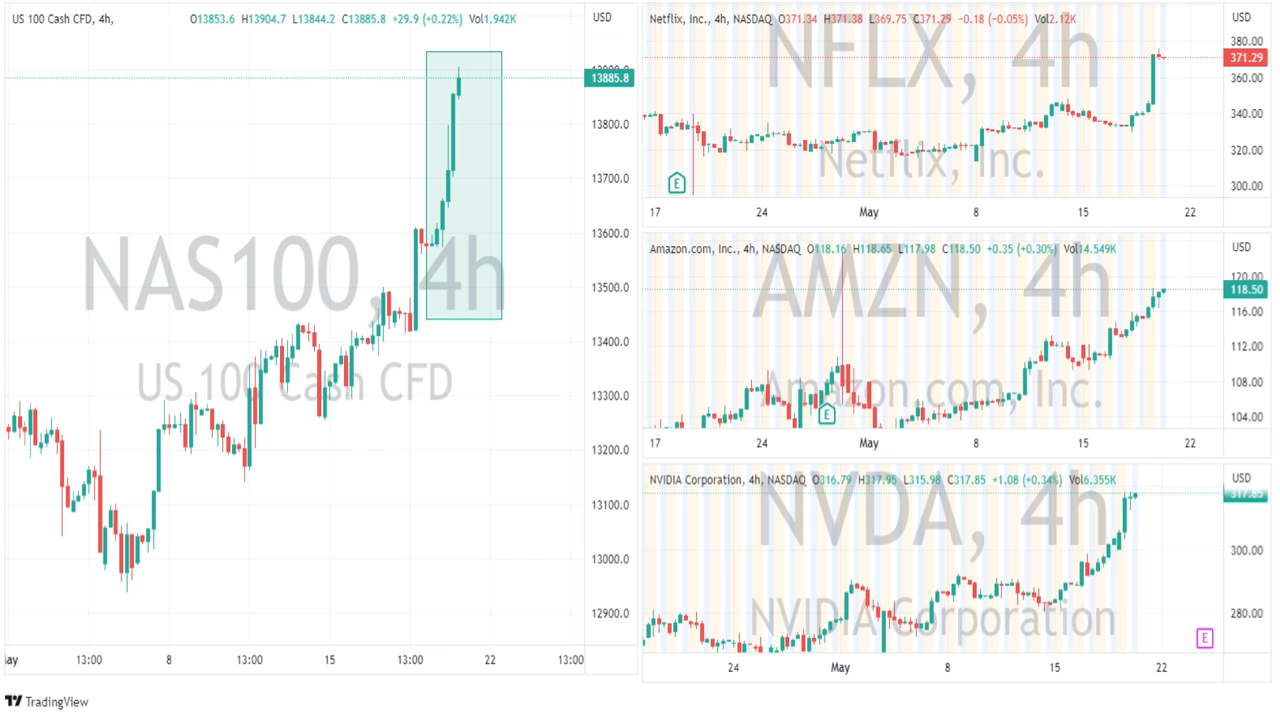 US 100 Cash CFD, 4h, O13853.6 H13904.7 L13844.2 C13885.8 +29.9 (+0.22%) Vol1.942K USD
NAS100, 4h
US 100 Cash CFD
13885.8
13800.0
13700.0
13600.0
13500.0
13400.0
13300.0
13200.0
13100.0
13000.0
12900.0
13:00 8 13:00 15 13:00 22 13:00
Netflix, Inc., 4h, NASDAQ O371.34 H371.38 L369.75 C371.29 −0.18 (−0.05%) Vol2.12K USD
NFLX, 4h
Netflix, Inc.
380.00
371.29
360.00
340.00
320.00
300.00
E
17 24 May 8 15 22
Amazon.com, Inc., 4h, NASDAQ O118.16 H118.65 L117.98 C118.50 +0.35 (+0.30%) Vol14.549K USD
AMZN, 4h
Amazon.com, Inc.
120.00
118.50
116.00
112.00
108.00
104.00
E
17 24 May 8 15 22
NVIDIA Corporation, 4h, NASDAQ O316.79 H317.95 L315.98 C317.85 +1.08 (+0.34%) Vol6.355K USD
NVDA, 4h
NVIDIA Corporation
317.85
300.00
280.00
E
24 May 8 15 22
TradingView